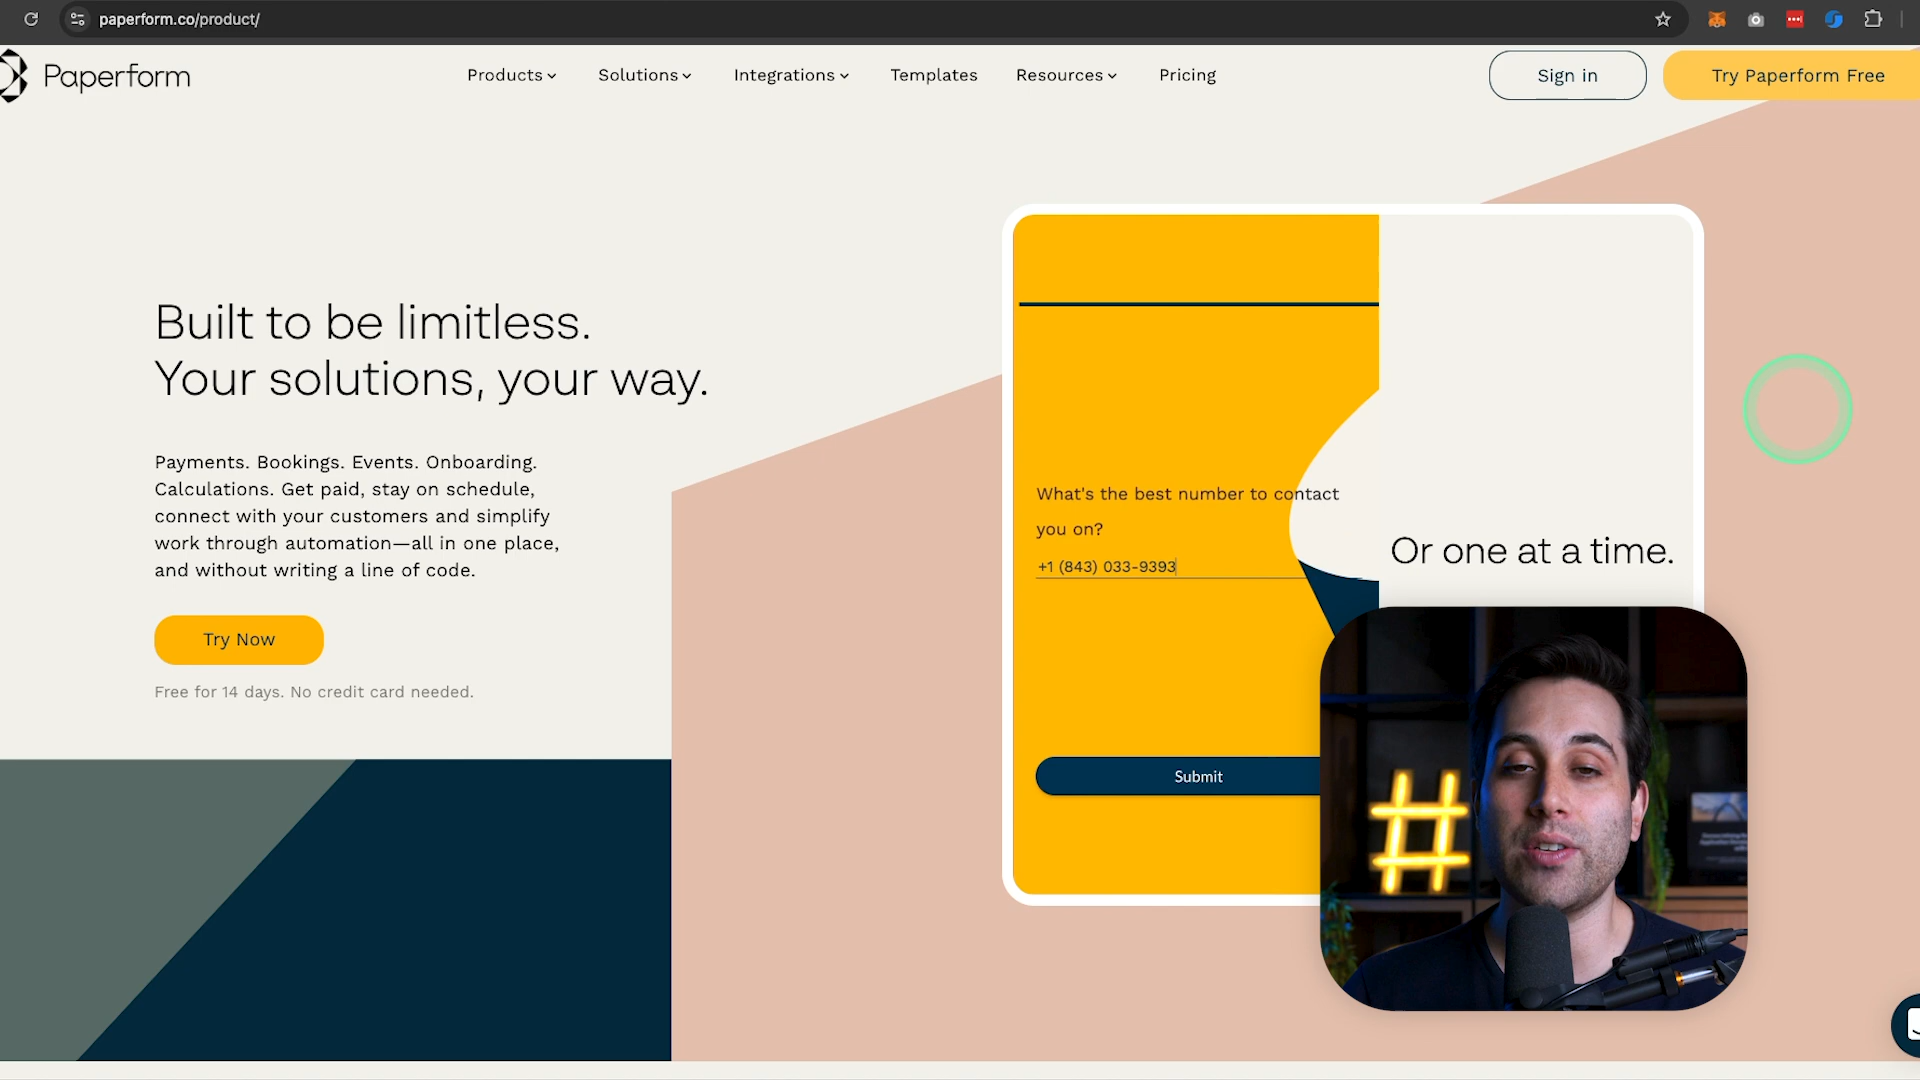 paperform.co/product/
Paperform
Products
Solutions
Integrations
Templates
Resources
Pricing
Sign in
Try Paperform Free
Built to be limitless.
Your solutions, your way.
Payments. Bookings. Events. Onboarding.
Calculations. Get paid, stay on schedule,
connect with your customers and simplify
work through automation—all in one place,
and without writing a line of code.
Try Now
Free for 14 days. No credit card needed.
What's the best number to contact
you on?
+1 (843) 033-9393
Submit
Or one at a time.
#